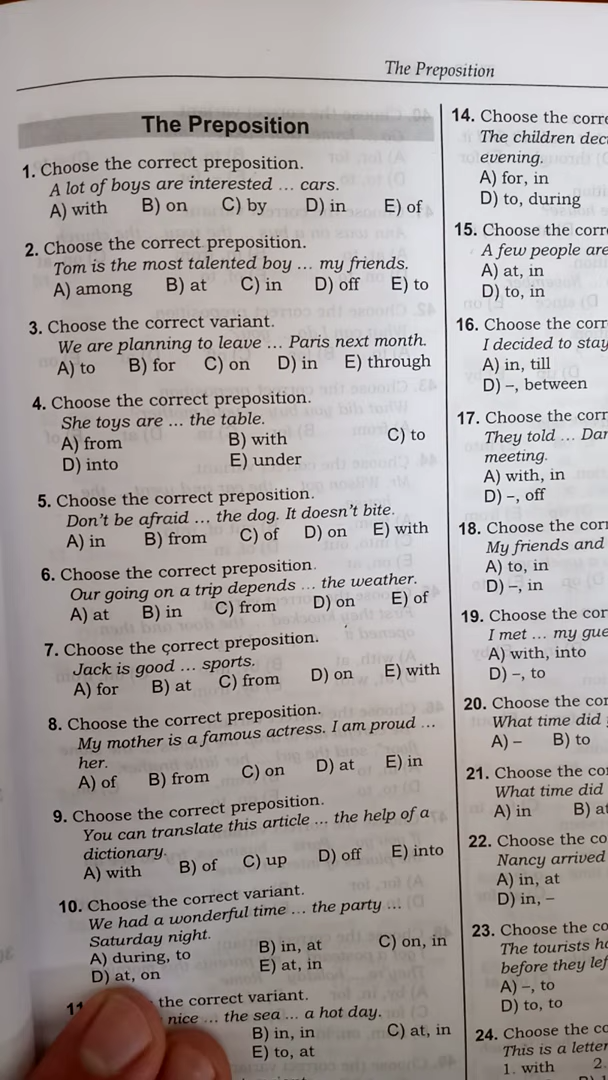 The Preposition
The Preposition
1. Choose the correct preposition.
A lot of boys are interested ... cars.
A) with B) on C) by D) in E) of
2. Choose the correct preposition.
Tom is the most talented boy ... my friends.
A) among B) at C) in D) off E) to
3. Choose the correct variant.
We are planning to leave ... Paris next month.
A) to B) for C) on D) in E) through
4. Choose the correct preposition.
She toys are ... the table.
A) from B) with C) to
D) into E) under
5. Choose the correct preposition.
Don't be afraid ... the dog. It doesn't bite.
A) in B) from C) of D) on E) with
6. Choose the correct preposition.
Our going on a trip depends ... the weather.
A) at B) in C) from D) on E) of
7. Choose the correct preposition.
Jack is good ... sports.
A) for B) at C) from D) on E) with
8. Choose the correct preposition.
My mother is a famous actress. I am proud ...
her.
A) of B) from C) on D) at E) in
9. Choose the correct preposition.
You can translate this article ... the help of a
dictionary.
A) with B) of C) up D) off E) into
10. Choose the correct variant.
We had a wonderful time ... the party ...
Saturday night.
A) during, to B) in, at C) on, in
D) at, on E) at, in
11 the correct variant.
nice ... the sea ... a hot day.
B) in, in C) at, in
E) to, at
14. Choose the corre
The children dec
evening.
A) for, in
D) to, during
15. Choose the corr
A few people are
A) at, in
D) to, in
16. Choose the corr
I decided to stay
A) in, till
D) –, between
17. Choose the corr
They told ... Dar
meeting.
A) with, in
D) –, off
18. Choose the cor
My friends and
A) to, in
D) –, in
19. Choose the cor
I met ... my gue
A) with, into
D) –, to
20. Choose the cor
What time did
A) – B) to
21. Choose the co
What time did
A) in B) at
22. Choose the co
Nancy arrived
A) in, at
D) in, –
23. Choose the co
The tourists ha
before they lef
A) –, to
D) to, to
24. Choose the co
This is a letter
1. with 2.